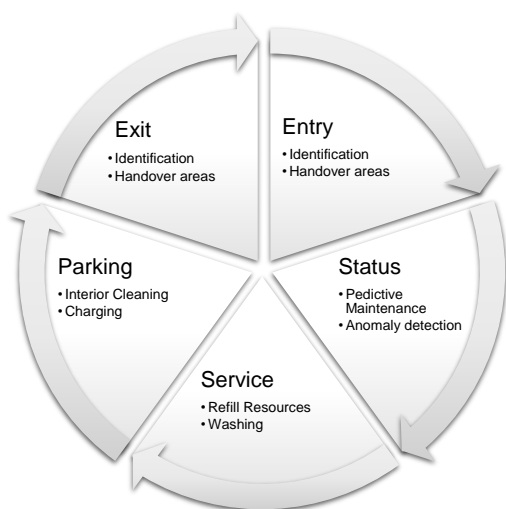 Exit
• Identification
• Handover areas
Entry
• Identification
• Handover areas
Parking
• Interior Cleaning
• Charging
Status
• Pedictive
Maintenance
• Anomaly detection
Service
• Refill Resources
• Washing